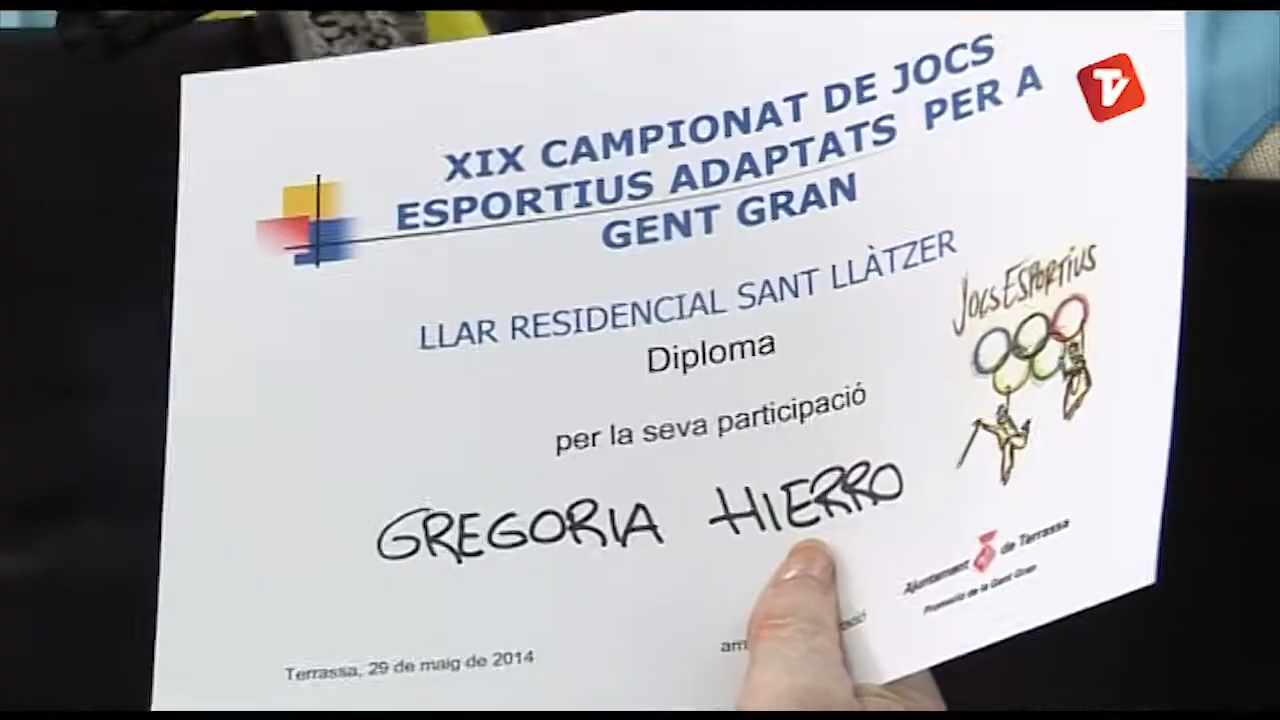 XIX CAMPIONAT DE JOCS
ESPORTIUS ADAPTATS PER A
GENT GRAN
TV
LLAR RESIDENCIAL SANT LLÀTZER
Diploma
per la seva participació
JOCS ESPORTIUS
GREGORIA HIERRO
Ajuntament de Terrassa
Promoció de la Gent Gran
Terrassa, 29 de maig de 2014